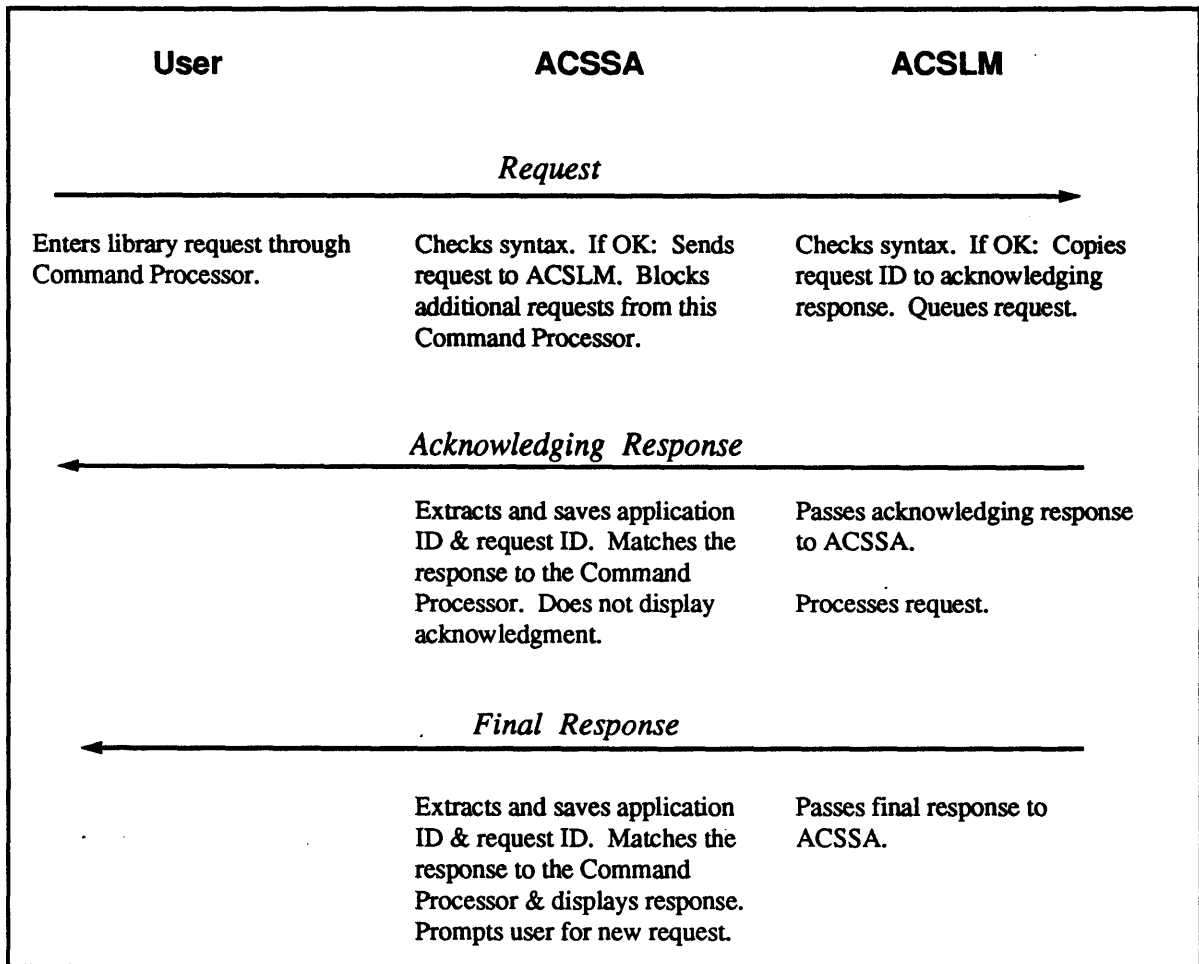 User ACSSA ACSLM
Request
Enters library request through
Command Processor.
Checks syntax. If OK: Sends
request to ACSLM. Blocks
additional requests from this
Command Processor.
Checks syntax. If OK: Copies
request ID to acknowledging
response. Queues request.
Acknowledging Response
Extracts and saves application
ID & request ID. Matches the
response to the Command
Processor. Does not display
acknowledgment.
Passes acknowledging response
to ACSSA.
Processes request.
Final Response
Extracts and saves application
ID & request ID. Matches the
response to the Command
Processor & displays response.
Prompts user for new request.
Passes final response to
ACSSA.